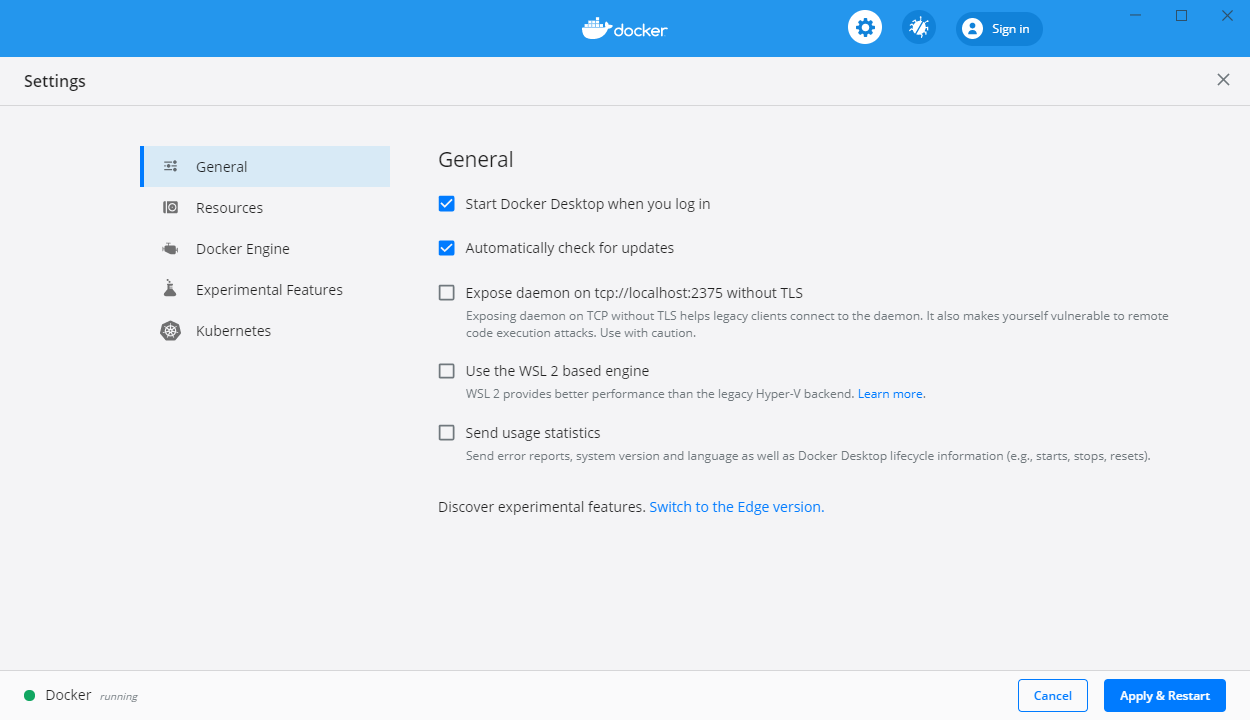 docker
Sign in
Settings
General
Resources
Docker Engine
Experimental Features
Kubernetes
General
Start Docker Desktop when you log in
Automatically check for updates
Expose daemon on tcp://localhost:2375 without TLS
Exposing daemon on TCP without TLS helps legacy clients connect to the daemon. It also makes yourself vulnerable to remote
code execution attacks. Use with caution.
Use the WSL 2 based engine
WSL 2 provides better performance than the legacy Hyper-V backend. Learn more.
Send usage statistics
Send error reports, system version and language as well as Docker Desktop lifecycle information (e.g., starts, stops, resets).
Discover experimental features. Switch to the Edge version.
Docker running
Cancel
Apply & Restart